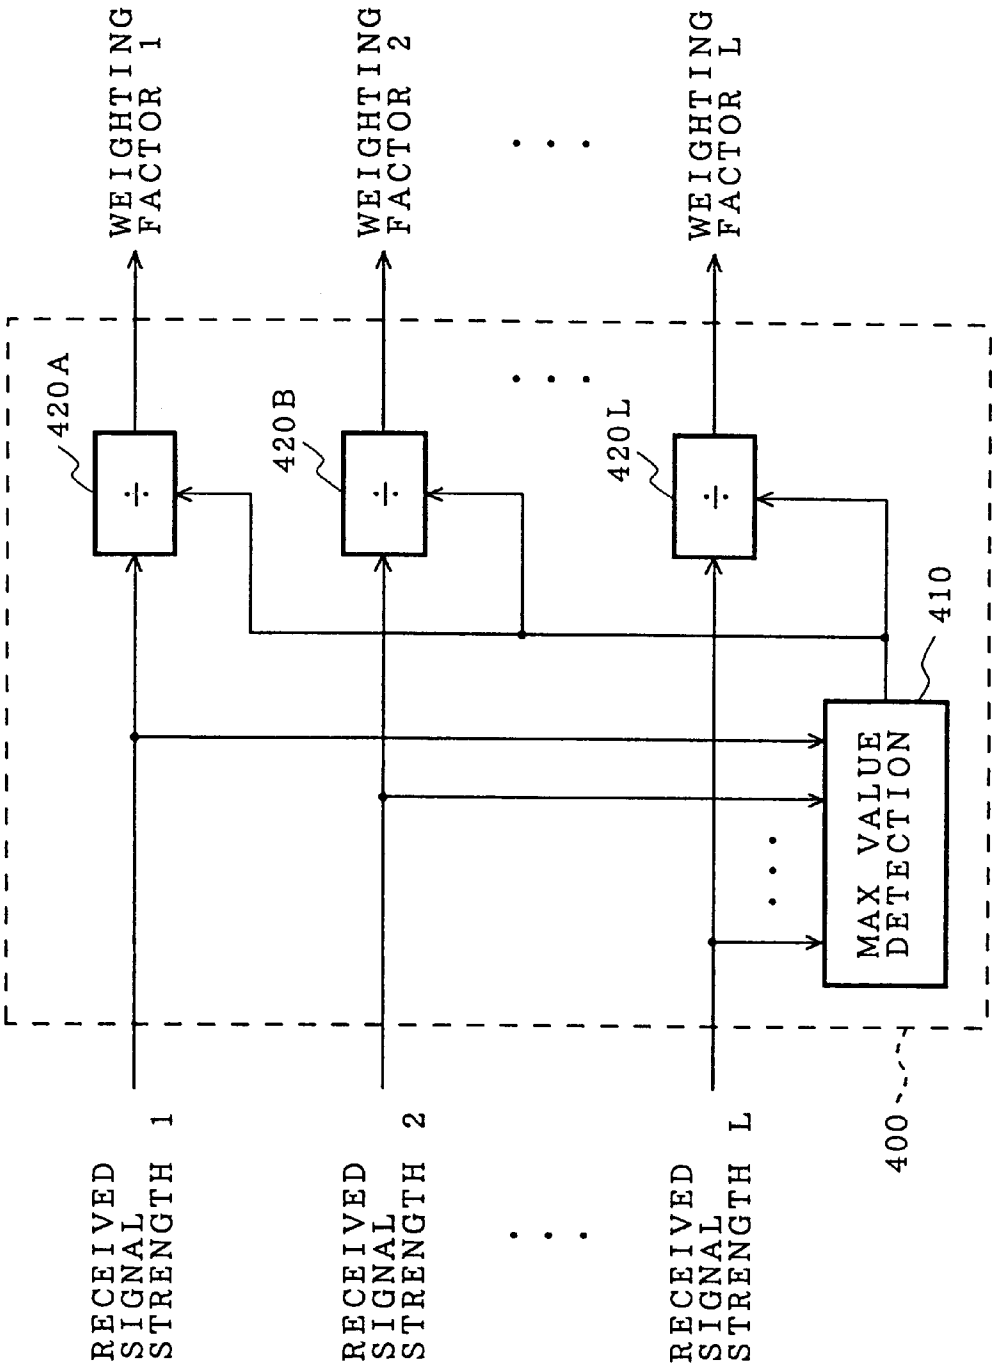 RECEIVED
SIGNAL
STRENGTH 1
420A
÷
WEIGHTING
FACTOR 1
RECEIVED
SIGNAL
STRENGTH 2
420B
÷
WEIGHTING
FACTOR 2
. . .
. . .
. . .
RECEIVED
SIGNAL
STRENGTH L
420L
÷
WEIGHTING
FACTOR L
. . .
MAX VALUE
DETECTION
410
400